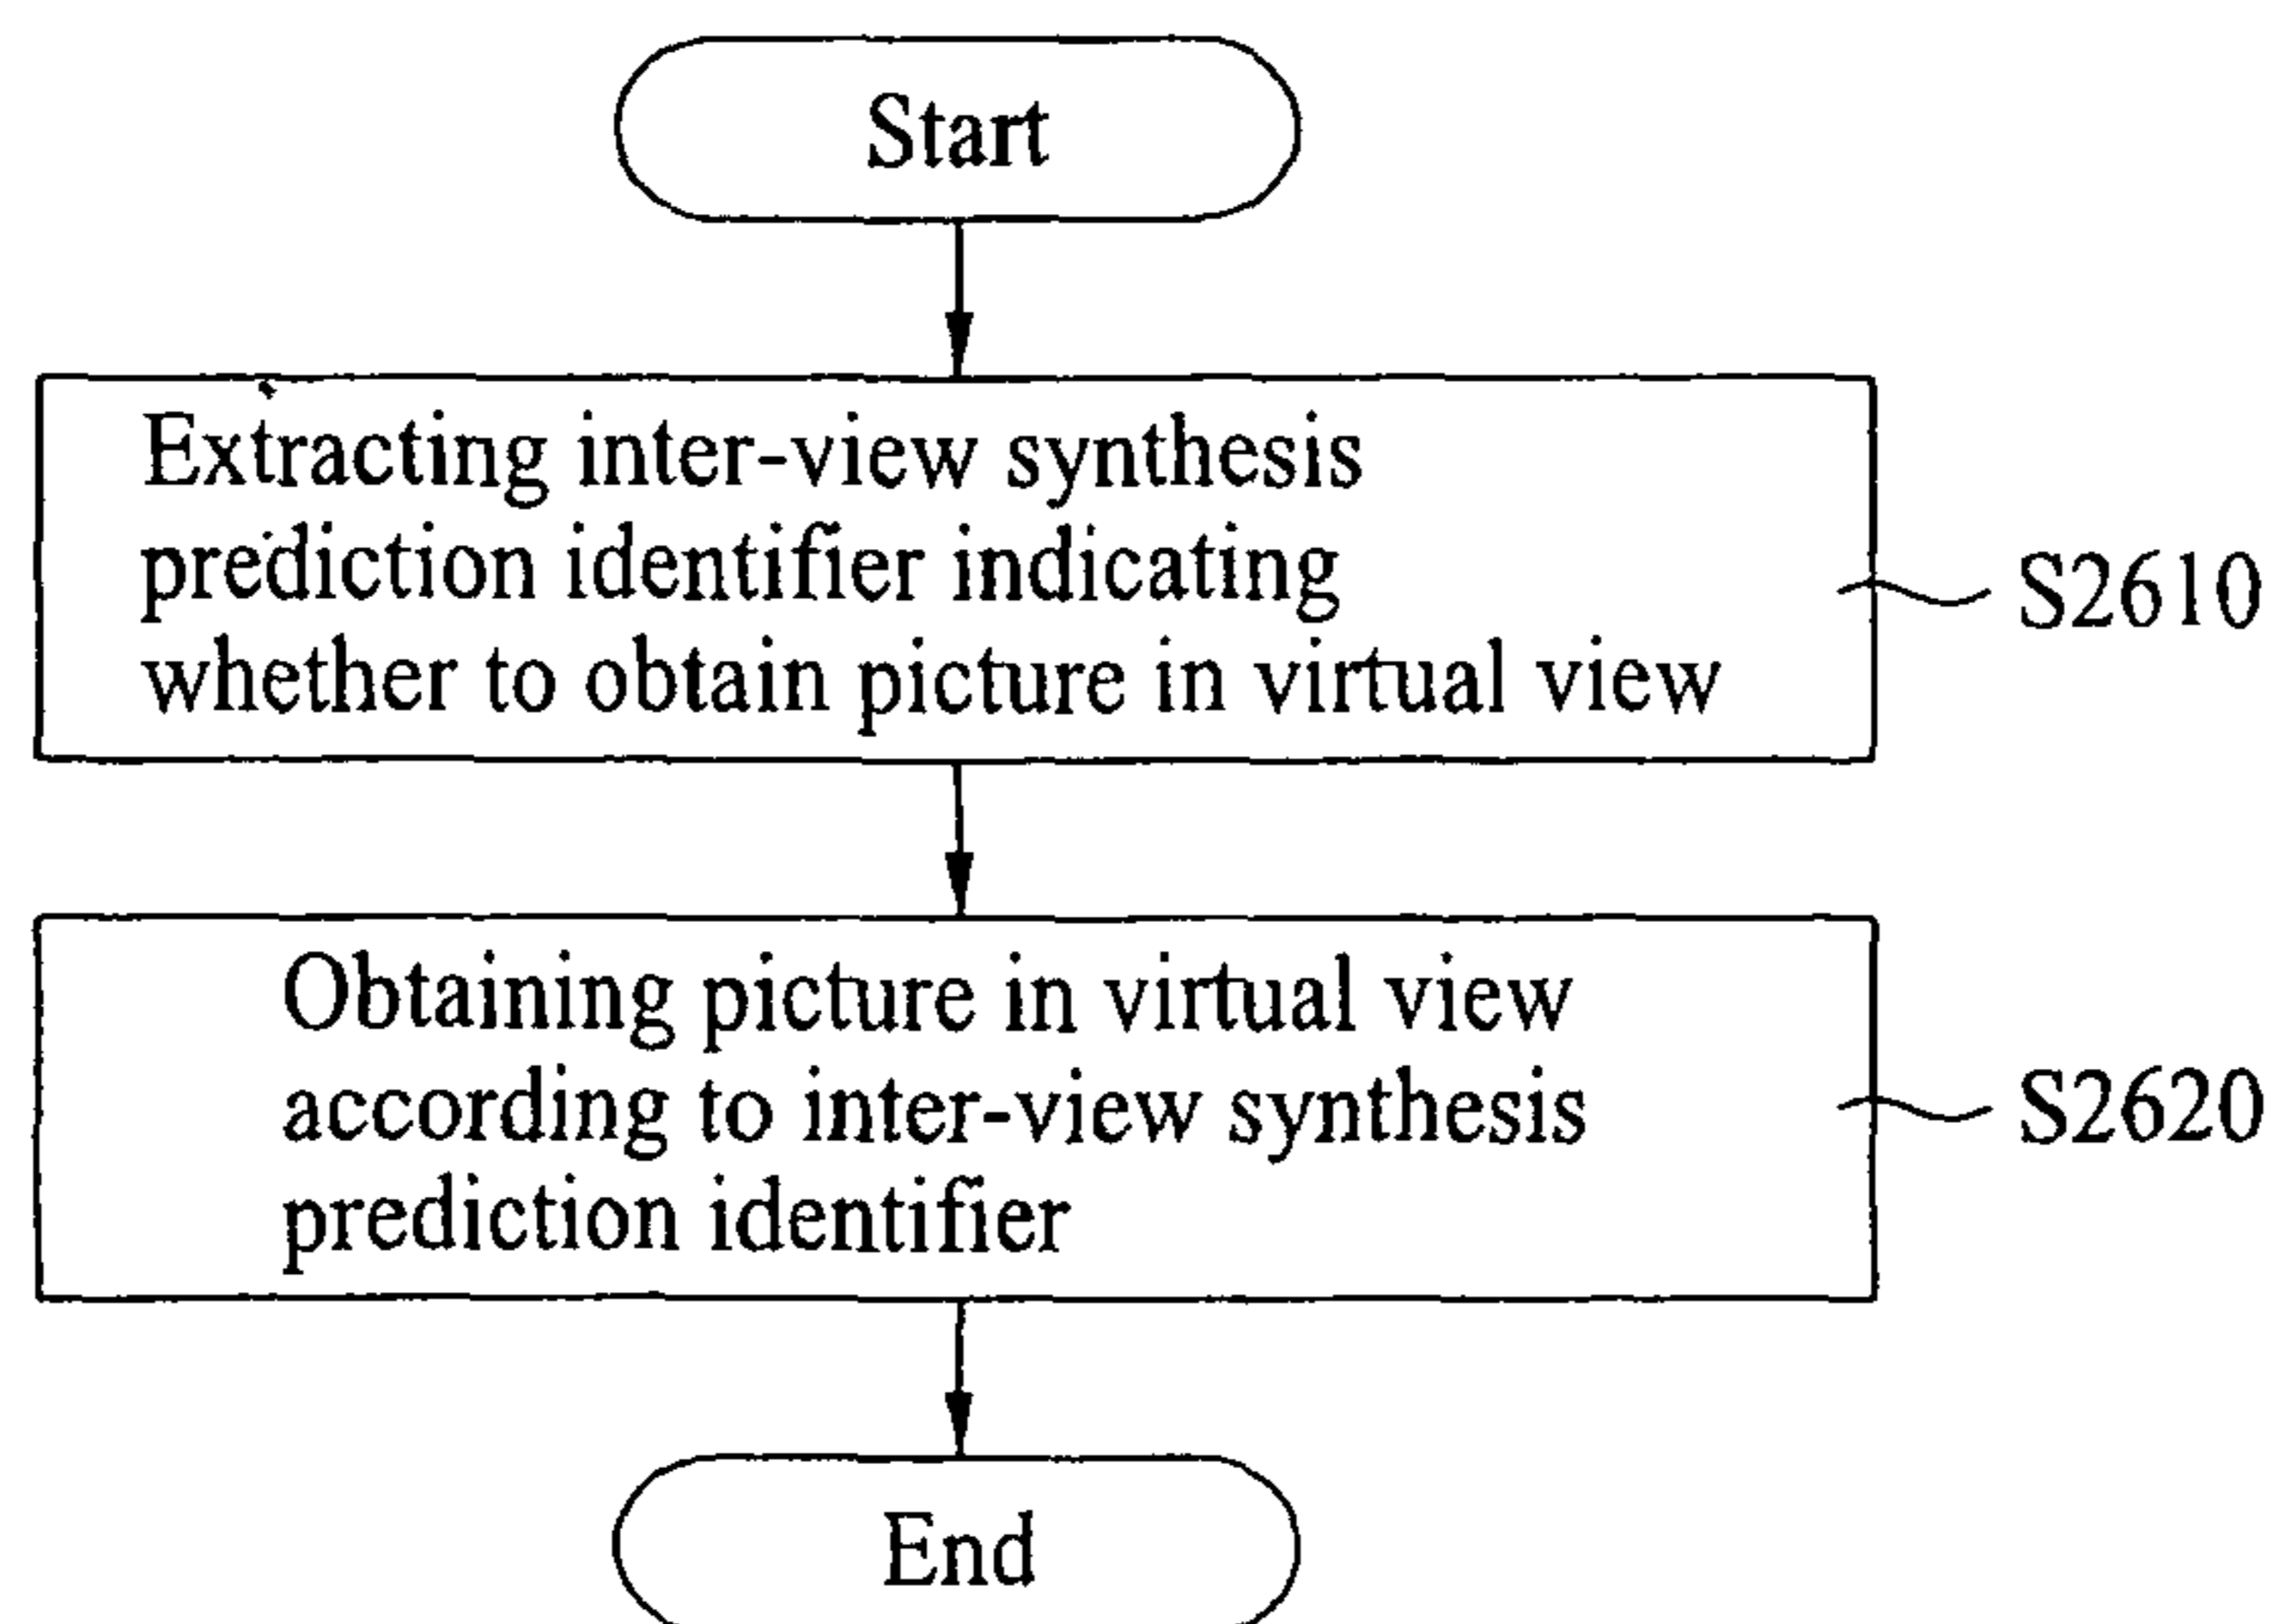 Start
Extracting inter-view synthesis
prediction identifier indicating
whether to obtain picture in virtual view
S2610
Obtaining picture in virtual view
according to inter-view synthesis
prediction identifier
S2620
End